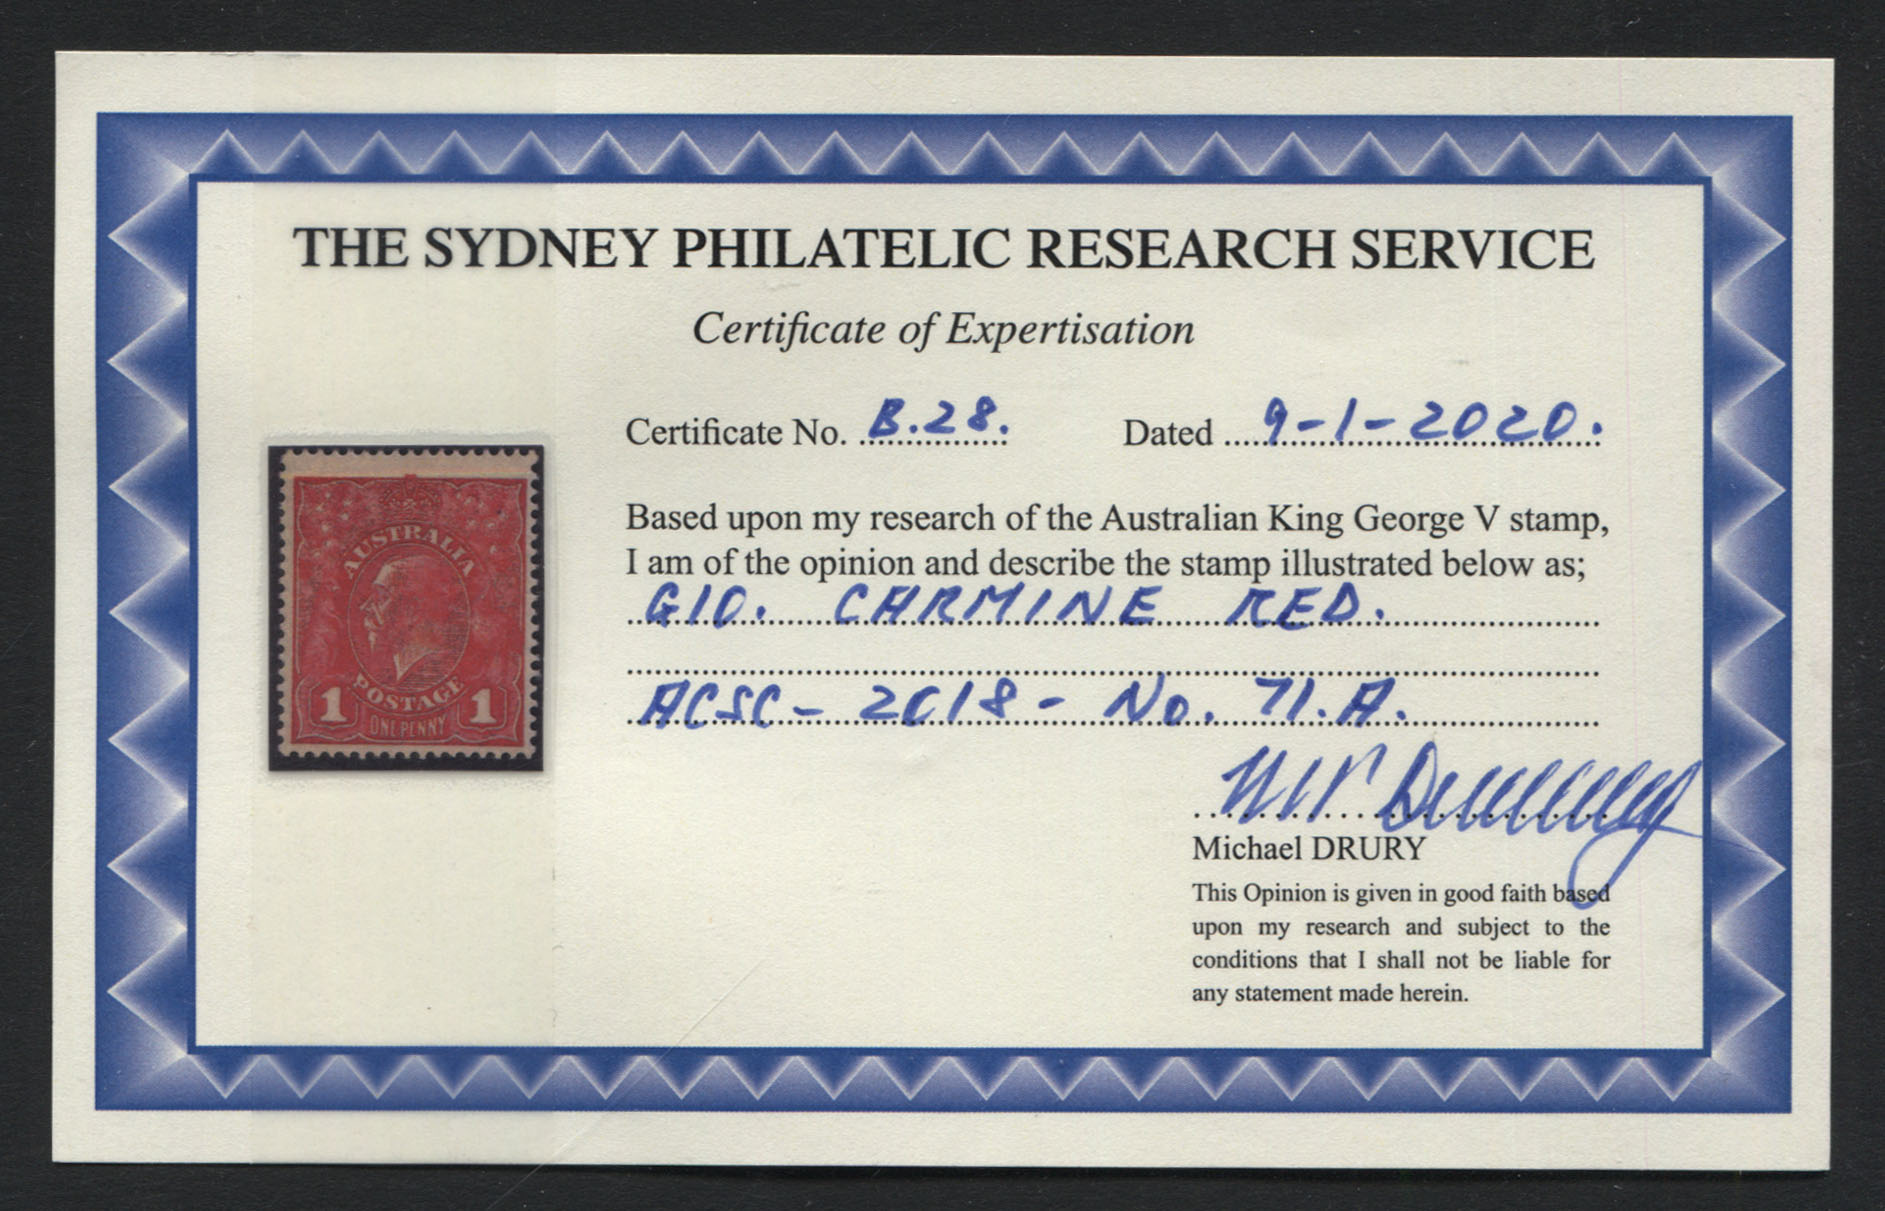 THE SYDNEY PHILATELIC RESEARCH SERVICE
Certificate of Expertisation
Certificate No. B.28.
Dated 9-1-2020.
Based upon my research of the Australian King George V stamp,
I am of the opinion and describe the stamp illustrated below as;
G10. CARMINE RED.
ACSC - 2018 - No. 71.A.
AUSTRALIA
POSTAGE
1 ONE PENNY 1
Michael DRURY
This Opinion is given in good faith based
upon my research and subject to the
conditions that I shall not be liable for
any statement made herein.